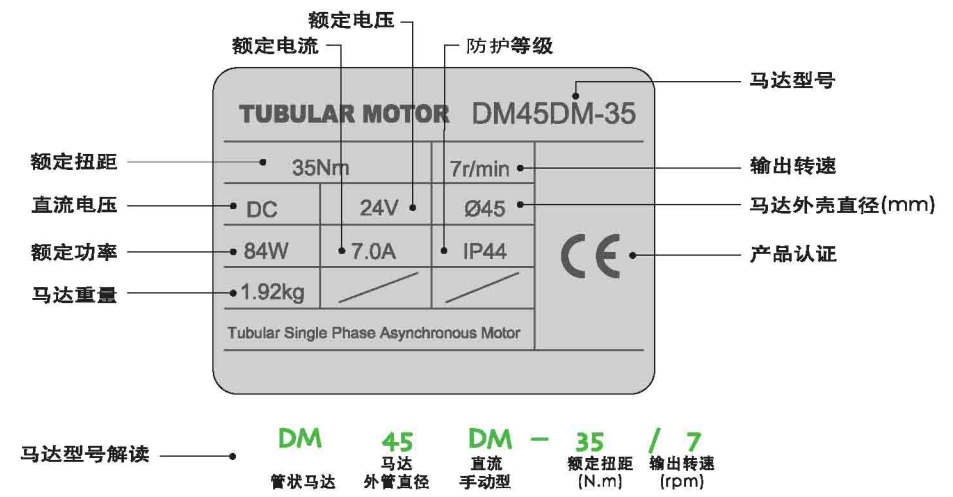 额定电压
额定电流
防护等级
TUBULAR MOTOR DM45DM-35
马达型号
额定扭距
35Nm
7r/min
输出转速
直流电压
DC
24V
Ø45
马达外壳直径(mm)
额定功率
84W
7.0A
IP44
CE
产品认证
马达重量
1.92kg
Tubular Single Phase Asynchronous Motor
马达型号解读
DM 45 DM - 35 / 7
管状马达
马达
外管直径
直流
手动型
额定扭距
(N.m)
输出转速
(rpm)